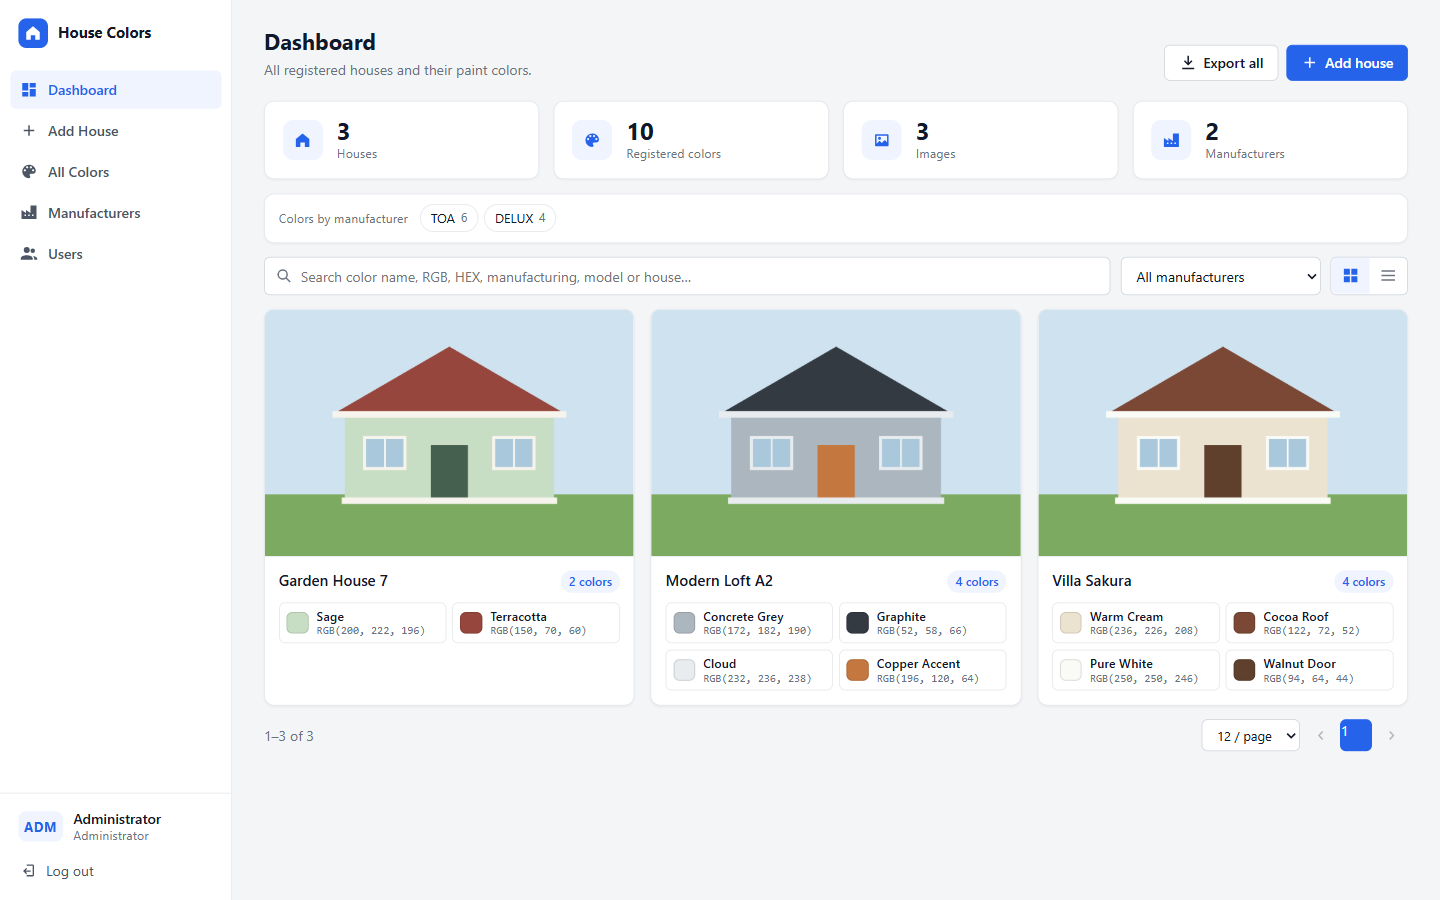 House Colors
Dashboard
Add House
All Colors
Manufacturers
Users
Administrator
ADM
Administrator
Log out
Dashboard
All registered houses and their paint colors.
Export all
Add house
3
Houses
10
Registered colors
3
Images
2
Manufacturers
Colors by manufacturer TOA 6 DELUX 4
Search color name, RGB, HEX, manufacturing, model or house...
All manufacturers
Garden House 7
2 colors
Sage
RGB(200, 222, 196)
Terracotta
RGB(150, 70, 60)
Modern Loft A2
4 colors
Concrete Grey
RGB(172, 182, 190)
Graphite
RGB(52, 58, 66)
Cloud
RGB(232, 236, 238)
Copper Accent
RGB(196, 120, 64)
Villa Sakura
4 colors
Warm Cream
RGB(236, 226, 208)
Cocoa Roof
RGB(122, 72, 52)
Pure White
RGB(250, 250, 246)
Walnut Door
RGB(94, 64, 44)
1–3 of 3
12 / page
1